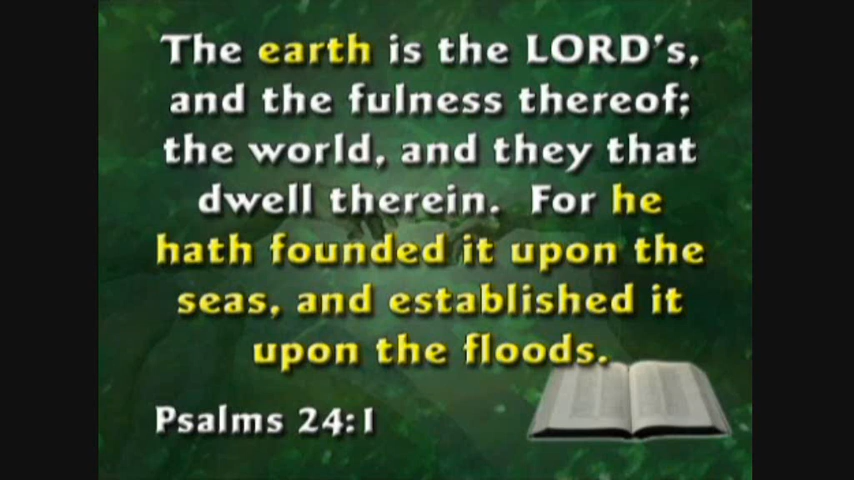 The earth is the LORD's,
and the fulness thereof;
the world, and they that
dwell therein. For he
hath founded it upon the
seas, and established it
upon the floods.
Psalms 24:1